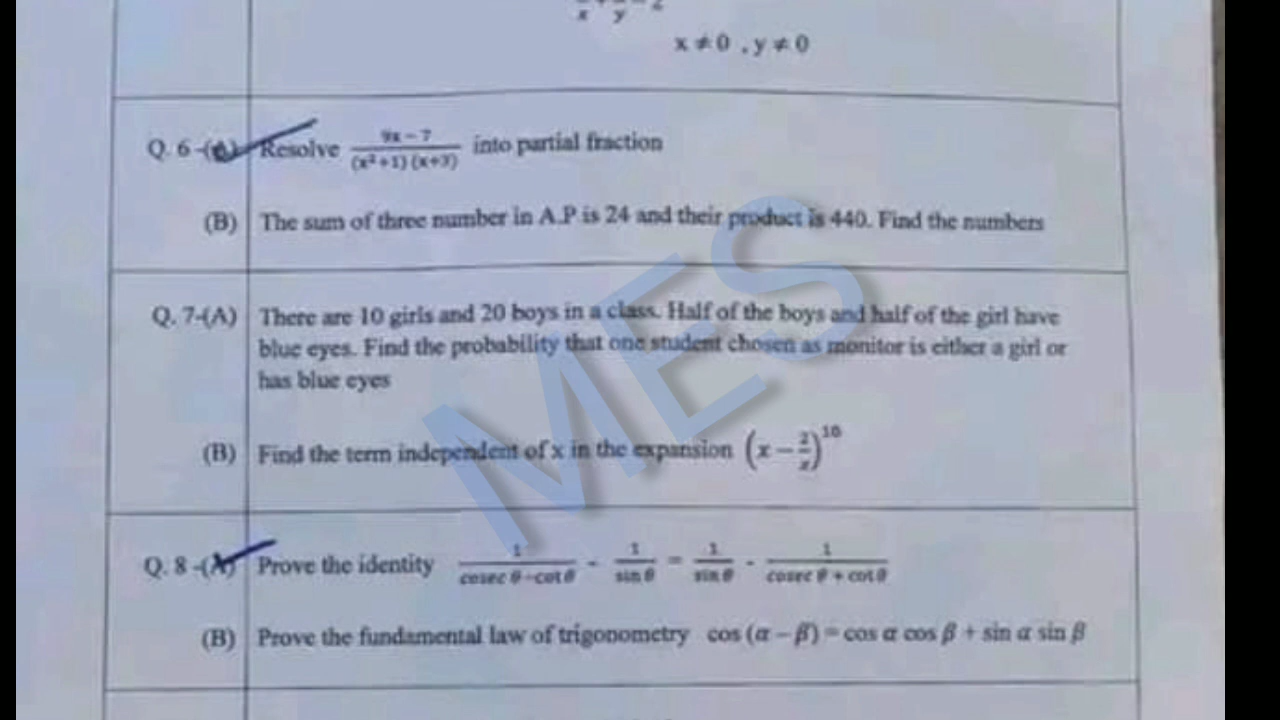 x y 2
x ≠ 0 , y ≠ 0
Q. 6 -(A) Resolve (9x − 7)/((x² + 1) (x+3)) into partial fraction
(B) The sum of three number in A.P is 24 and their product is 440. Find the numbers
Q. 7-(A) There are 10 girls and 20 boys in a class. Half of the boys and half of the girl have
blue eyes. Find the probability that one student chosen as monitor is either a girl or
has blue eyes
(B) Find the term independent of x in the expansion (x − 2/x)^10
Q. 8 -(A) Prove the identity 1/(cosec θ − cot θ) - 1/(sin θ) = 1/(sin θ) - 1/(cosec θ + cot θ)
(B) Prove the fundamental law of trigonometry cos (α − β) = cos α cos β + sin α sin β
MES